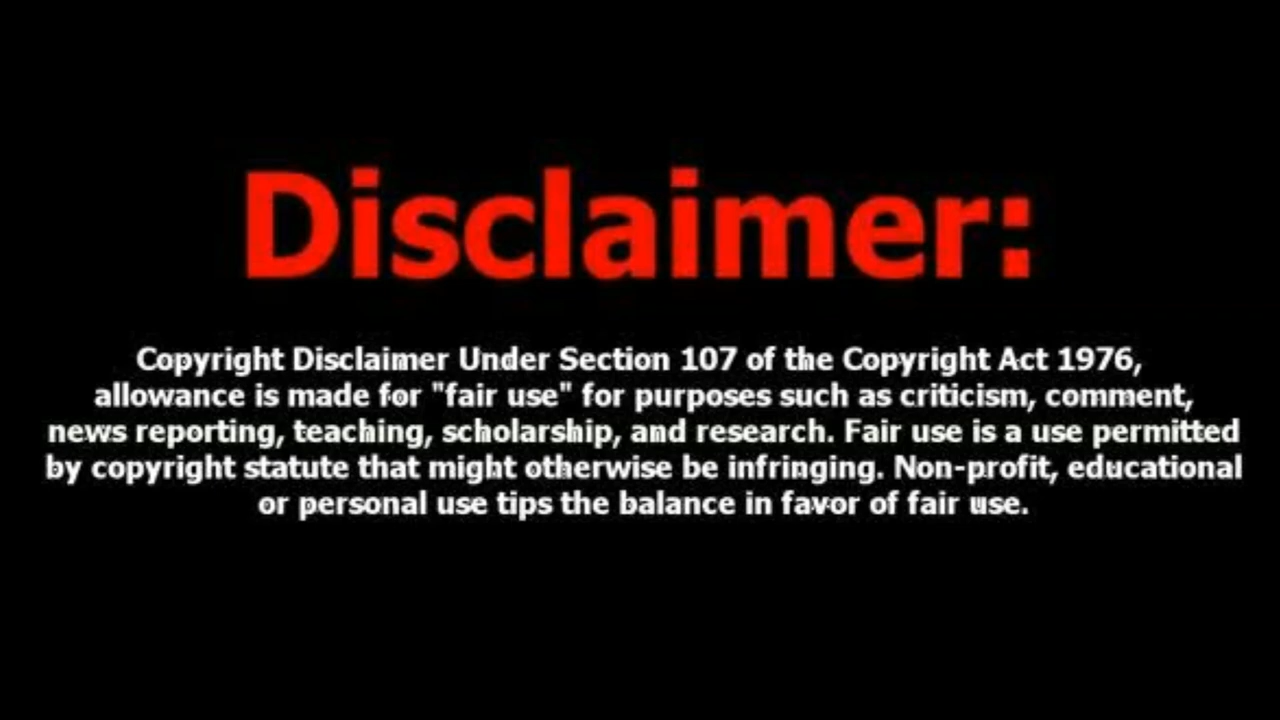 Disclaimer:
Copyright Disclaimer Under Section 107 of the Copyright Act 1976,
allowance is made for "fair use" for purposes such as criticism, comment,
news reporting, teaching, scholarship, and research. Fair use is a use permitted
by copyright statute that might otherwise be infringing. Non-profit, educational
or personal use tips the balance in favor of fair use.